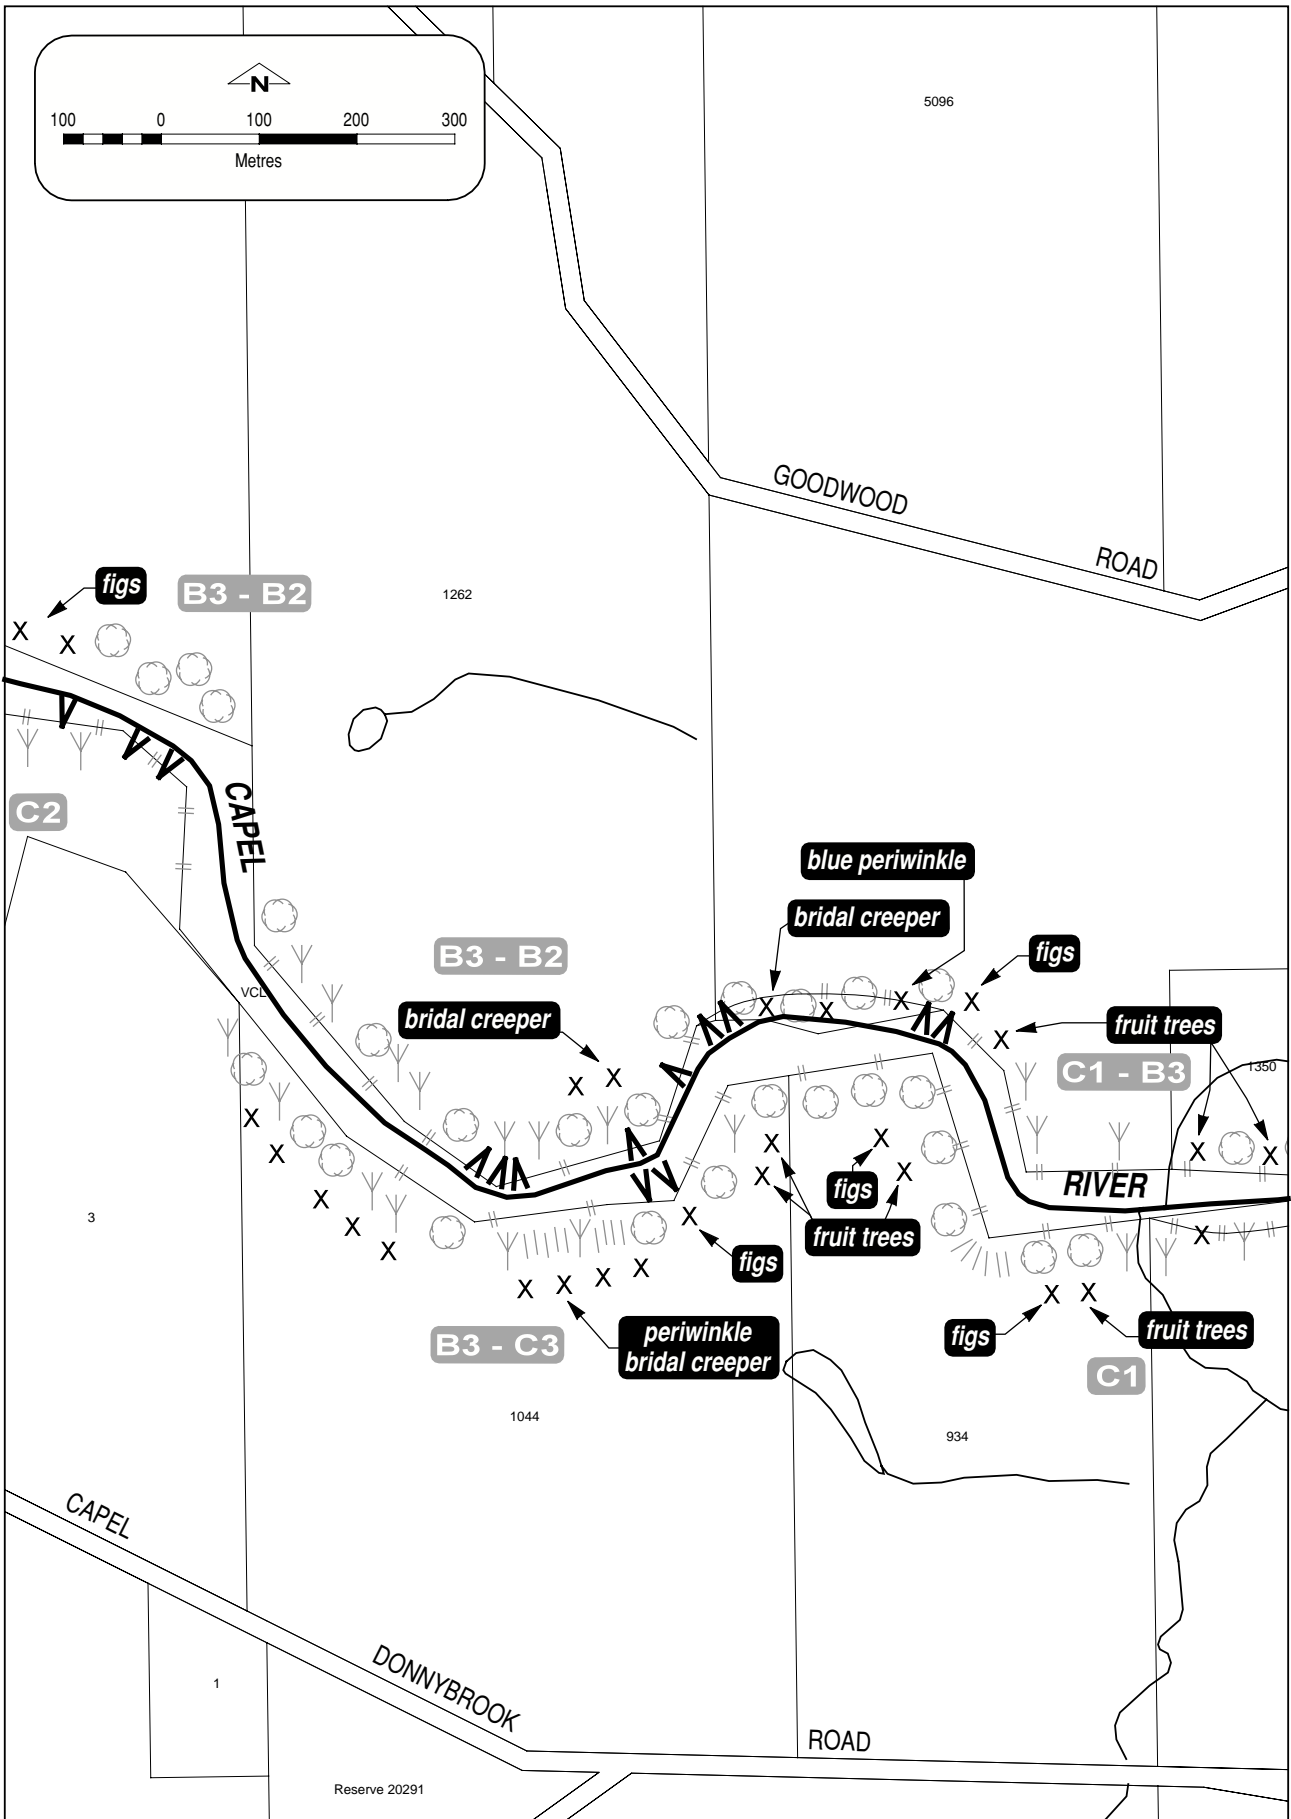 N
100 0 100 200 300
Metres
5096
GOODWOOD ROAD
figs
B3 - B2
1262
X X
C2
CAPEL
blue periwinkle
bridal creeper
B3 - B2
figs
VCL
bridal creeper
X X X X
fruit trees
X
C1 - B3
1350
X X
X X
X X
X X
X X
figs
RIVER
3
X X X
X
fruit trees
X
figs
X X X X
X X
periwinkle
bridal creeper
figs
fruit trees
B3 - C3
C1
1044
934
CAPEL DONNYBROOK ROAD
1
Reserve 20291